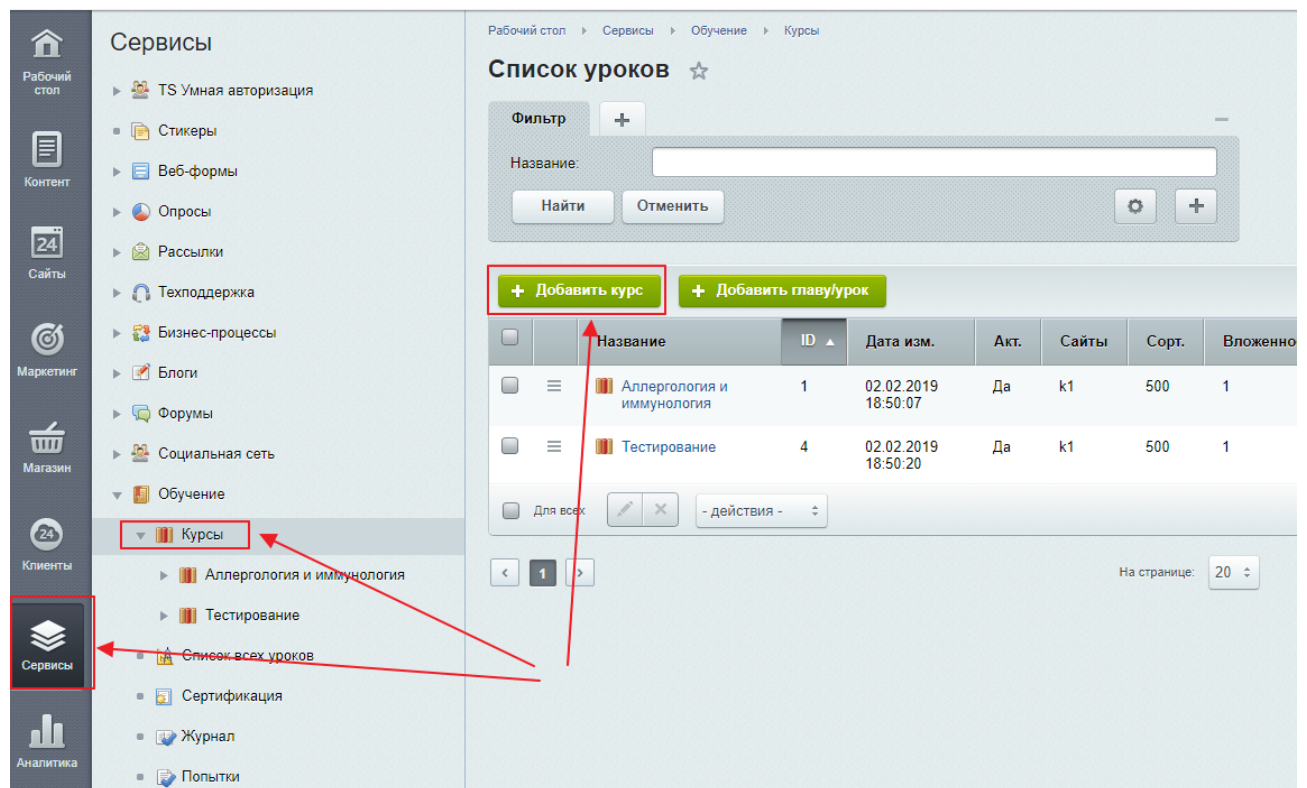 Рабочий
стол
Контент
24
Сайты
Маркетинг
Магазин
24
Клиенты
Сервисы
Аналитика
Сервисы
TS Умная авторизация
Стикеры
Веб-формы
Опросы
Рассылки
Техподдержка
Бизнес-процессы
Блоги
Форумы
Социальная сеть
Обучение
Курсы
Аллергология и иммунология
Тестирование
Список всех уроков
Сертификация
Журнал
Попытки
Рабочий стол Сервисы Обучение Курсы
Список уроков
Фильтр
Название:
Найти Отменить
Добавить курс Добавить главу/урок
Название ID Дата изм. Акт. Сайты Сорт. Вложенно
Аллергология и 1 02.02.2019 Да k1 500 1
иммунология 18:50:07
Тестирование 4 02.02.2019 Да k1 500 1
18:50:20
Для всех - действия -
1 На странице: 20